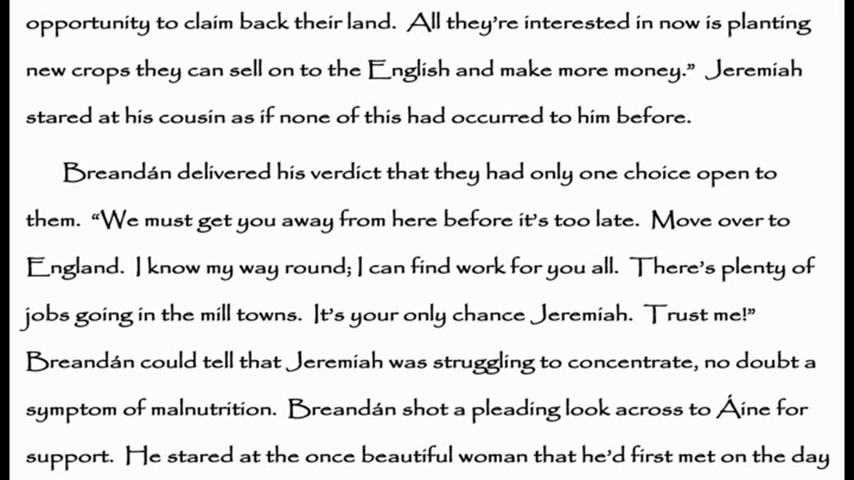 opportunity to claim back their land.  All they're interested in now is planting
new crops they can sell on to the English and make more money.”  Jeremiah
stared at his cousin as if none of this had occurred to him before.
Breandán delivered his verdict that they had only one choice open to
them.  “We must get you away from here before it's too late.  Move over to
England.  I know my way round; I can find work for you all.  There's plenty of
jobs going in the mill towns.  It's your only chance Jeremiah.  Trust me!”
Breandán could tell that Jeremiah was struggling to concentrate, no doubt a
symptom of malnutrition.  Breandán shot a pleading look across to Áine for
support.  He stared at the once beautiful woman that he'd first met on the day